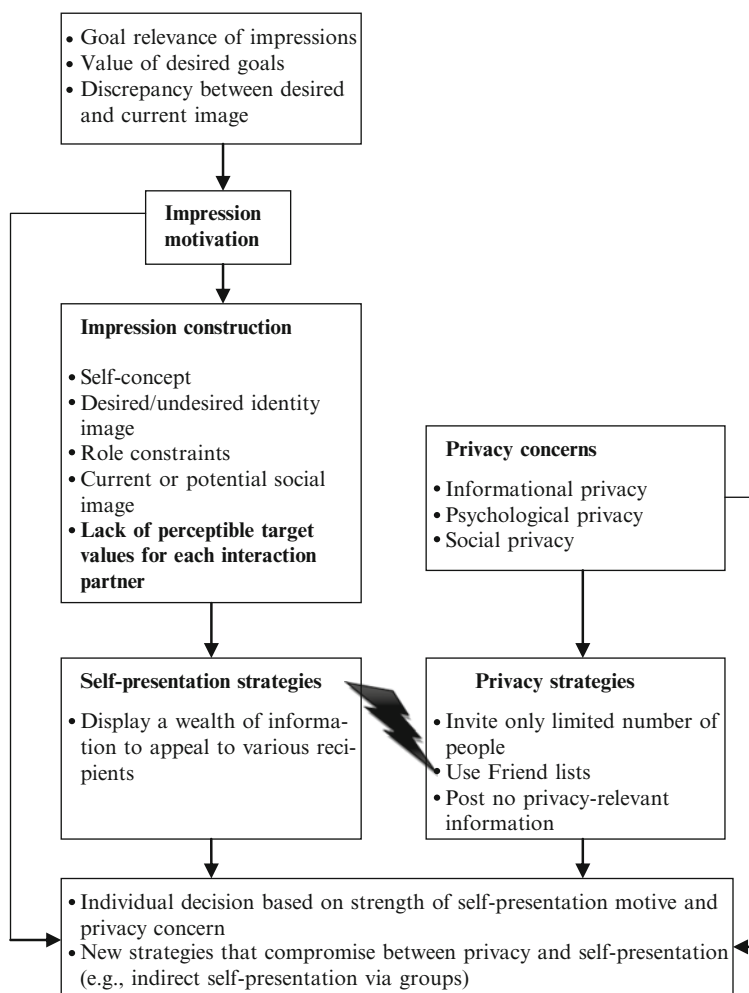 • Goal relevance of impressions
• Value of desired goals
• Discrepancy between desired
and current image
Impression
motivation
Impression construction
• Self-concept
• Desired/undesired identity
image
• Role constraints
• Current or potential social
image
• Lack of perceptible target
values for each interaction
partner
Privacy concerns
• Informational privacy
• Psychological privacy
• Social privacy
Self-presentation strategies
• Display a wealth of informa-
tion to appeal to various reci-
pients
Privacy strategies
• Invite only limited number of
people
• Use Friend lists
• Post no privacy-relevant
information
• Individual decision based on strength of self-presentation motive and
privacy concern
• New strategies that compromise between privacy and self-presentation
(e.g., indirect self-presentation via groups)